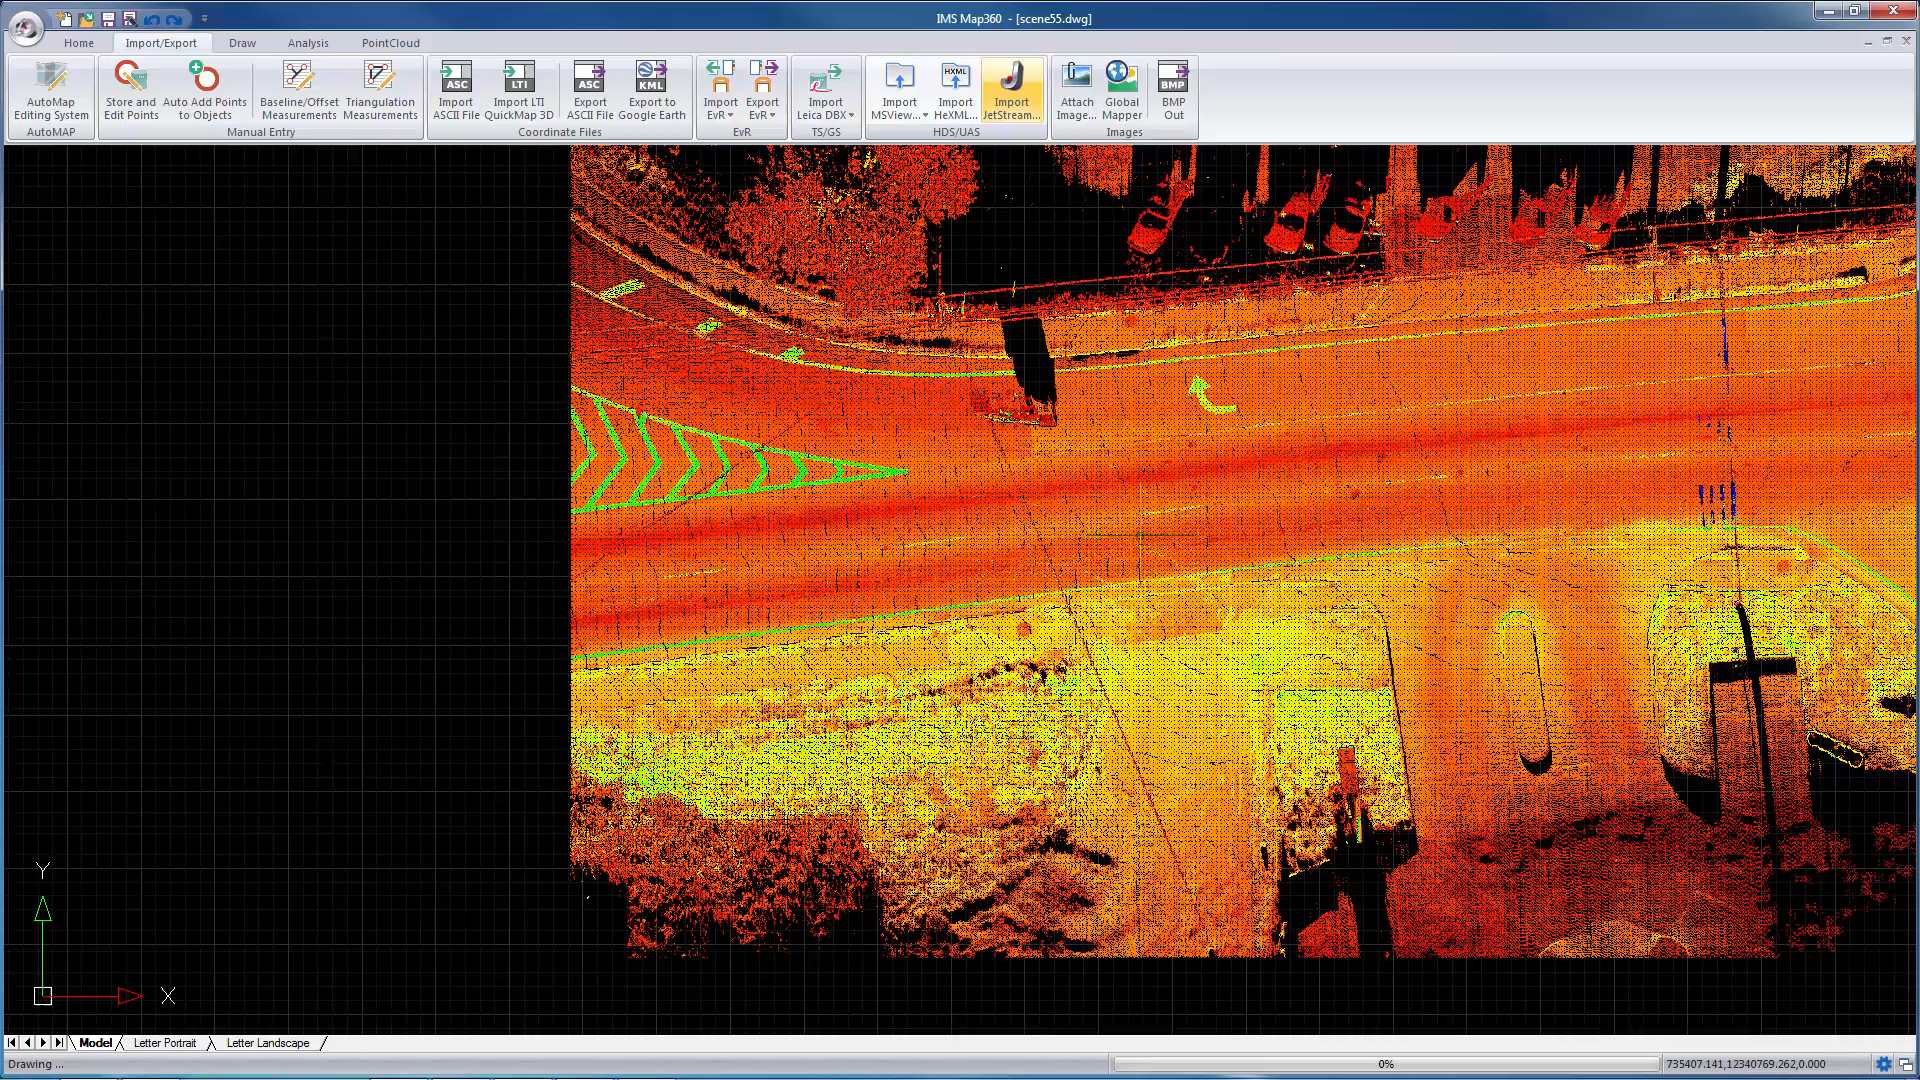 IMS Map360 - [scene55.dwg]
Home Import/Export Draw Analysis PointCloud
AutoMap
Editing System
AutoMAP
Store and
Edit Points
Auto Add Points
to Objects
Baseline/Offset
Measurements
Triangulation
Measurements
Manual Entry
ASC
Import
ASCII File
LTI
Import LTI
QuickMap 3D
ASC
Export
ASCII File
KML
Export to
Google Earth
Coordinate Files
Import
EvR
Export
EvR
EvR
Import
Leica DBX
TS/GS
Import
MSView...
HXML
Import
HeXML...
Import
JetStream...
HDS/UAS
Attach
Image...
Global
Mapper
Images
BMP
BMP
Out
Y
X
Model Letter Portrait Letter Landscape
Drawing ...
0%
735407.141,12340769.262,0.000